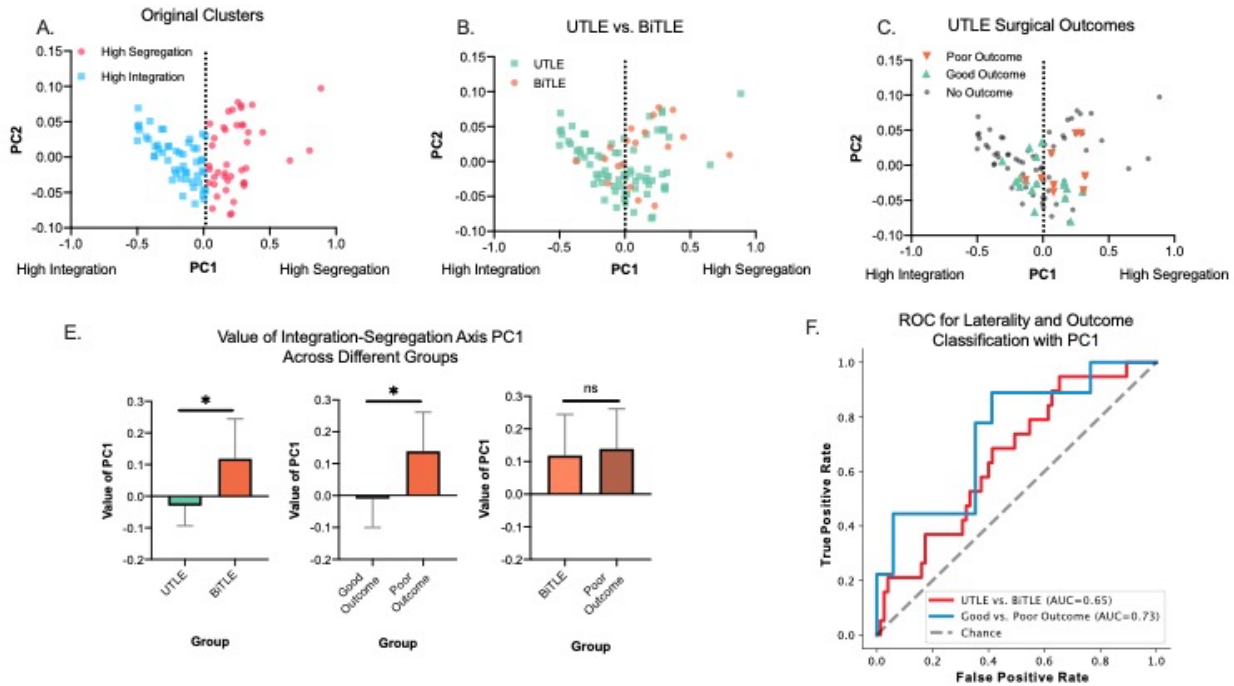 A.
Original Clusters
High Segregation
High Integration
0.15
0.10
0.05
0.00
-0.05
-0.10
PC2
-1.0 -0.5 0.0 0.5 1.0
High Integration PC1 High Segregation
B.
UTLE vs. BiTLE
UTLE
BiTLE
0.15
0.10
0.05
0.00
-0.05
-0.10
PC2
-1.0 -0.5 0.0 0.5 1.0
High Integration PC1 High Segregation
C.
UTLE Surgical Outcomes
Poor Outcome
Good Outcome
No Outcome
0.15
0.10
0.05
0.00
-0.05
-0.10
PC2
-1.0 -0.5 0.0 0.5 1.0
High Integration PC1 High Segregation
E.
Value of Integration-Segregation Axis PC1
Across Different Groups
*
0.3
0.2
0.1
0.0
-0.1
-0.2
Value of PC1
UTLE
BiTLE
Group
*
0.3
0.2
0.1
0.0
-0.1
-0.2
Value of PC1
Good
Outcome
Poor
Outcome
Group
ns
0.3
0.2
0.1
0.0
-0.1
-0.2
Value of PC1
BiTLE
Poor
Outcome
Group
F.
ROC for Laterality and Outcome
Classification with PC1
1.0
0.8
0.6
0.4
0.2
0.0
True Positive Rate
UTLE vs. BiTLE (AUC=0.65)
Good vs. Poor Outcome (AUC=0.73)
Chance
0.0 0.2 0.4 0.6 0.8 1.0
False Positive Rate